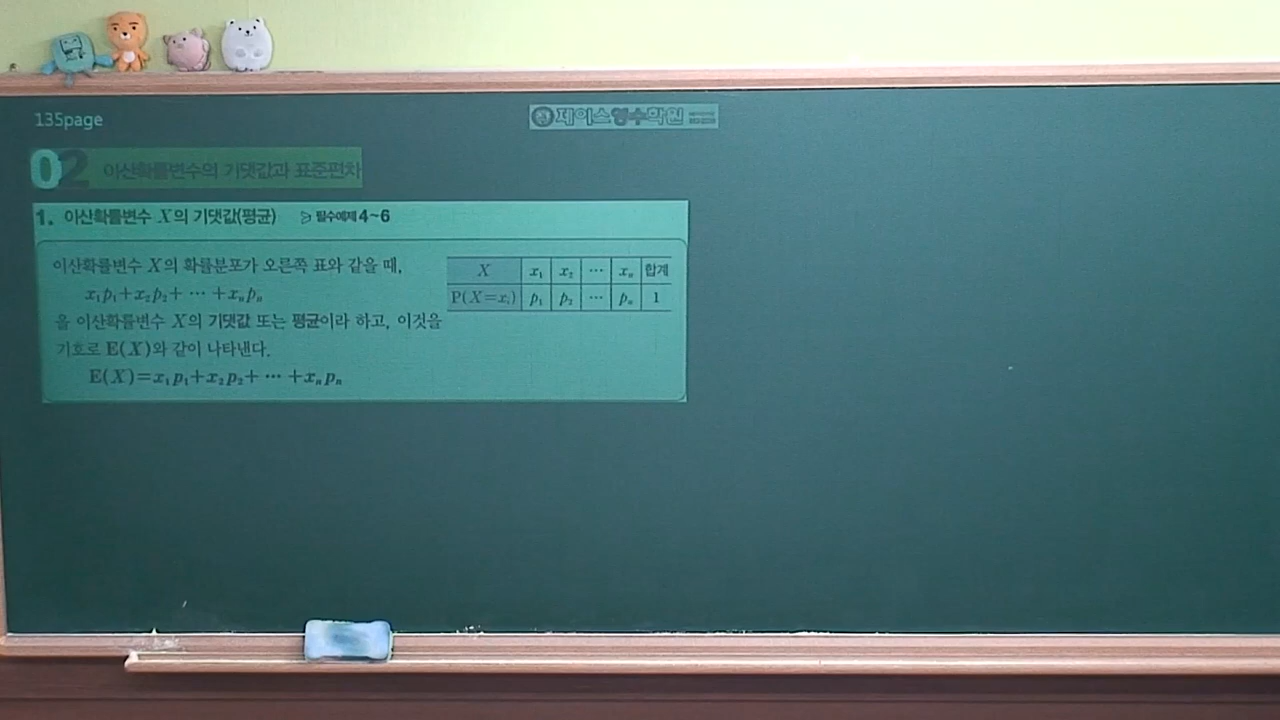 135page
제이스영수학원
02 이산확률변수의 기댓값과 표준편차
1. 이산확률변수 X의 기댓값(평균) 필수예제 4~6
이산확률변수 X의 확률분포가 오른쪽 표와 같을 때,
x₁p₁+x₂p₂+ ⋯ +xₙpₙ
을 이산확률변수 X의 기댓값 또는 평균이라 하고, 이것을
기호로 E(X)와 같이 나타낸다.
E(X)=x₁p₁+x₂p₂+ ⋯ +xₙpₙ
X x₁ x₂ ⋯ xₙ 합계
P(X=xᵢ) p₁ p₂ ⋯ pₙ 1